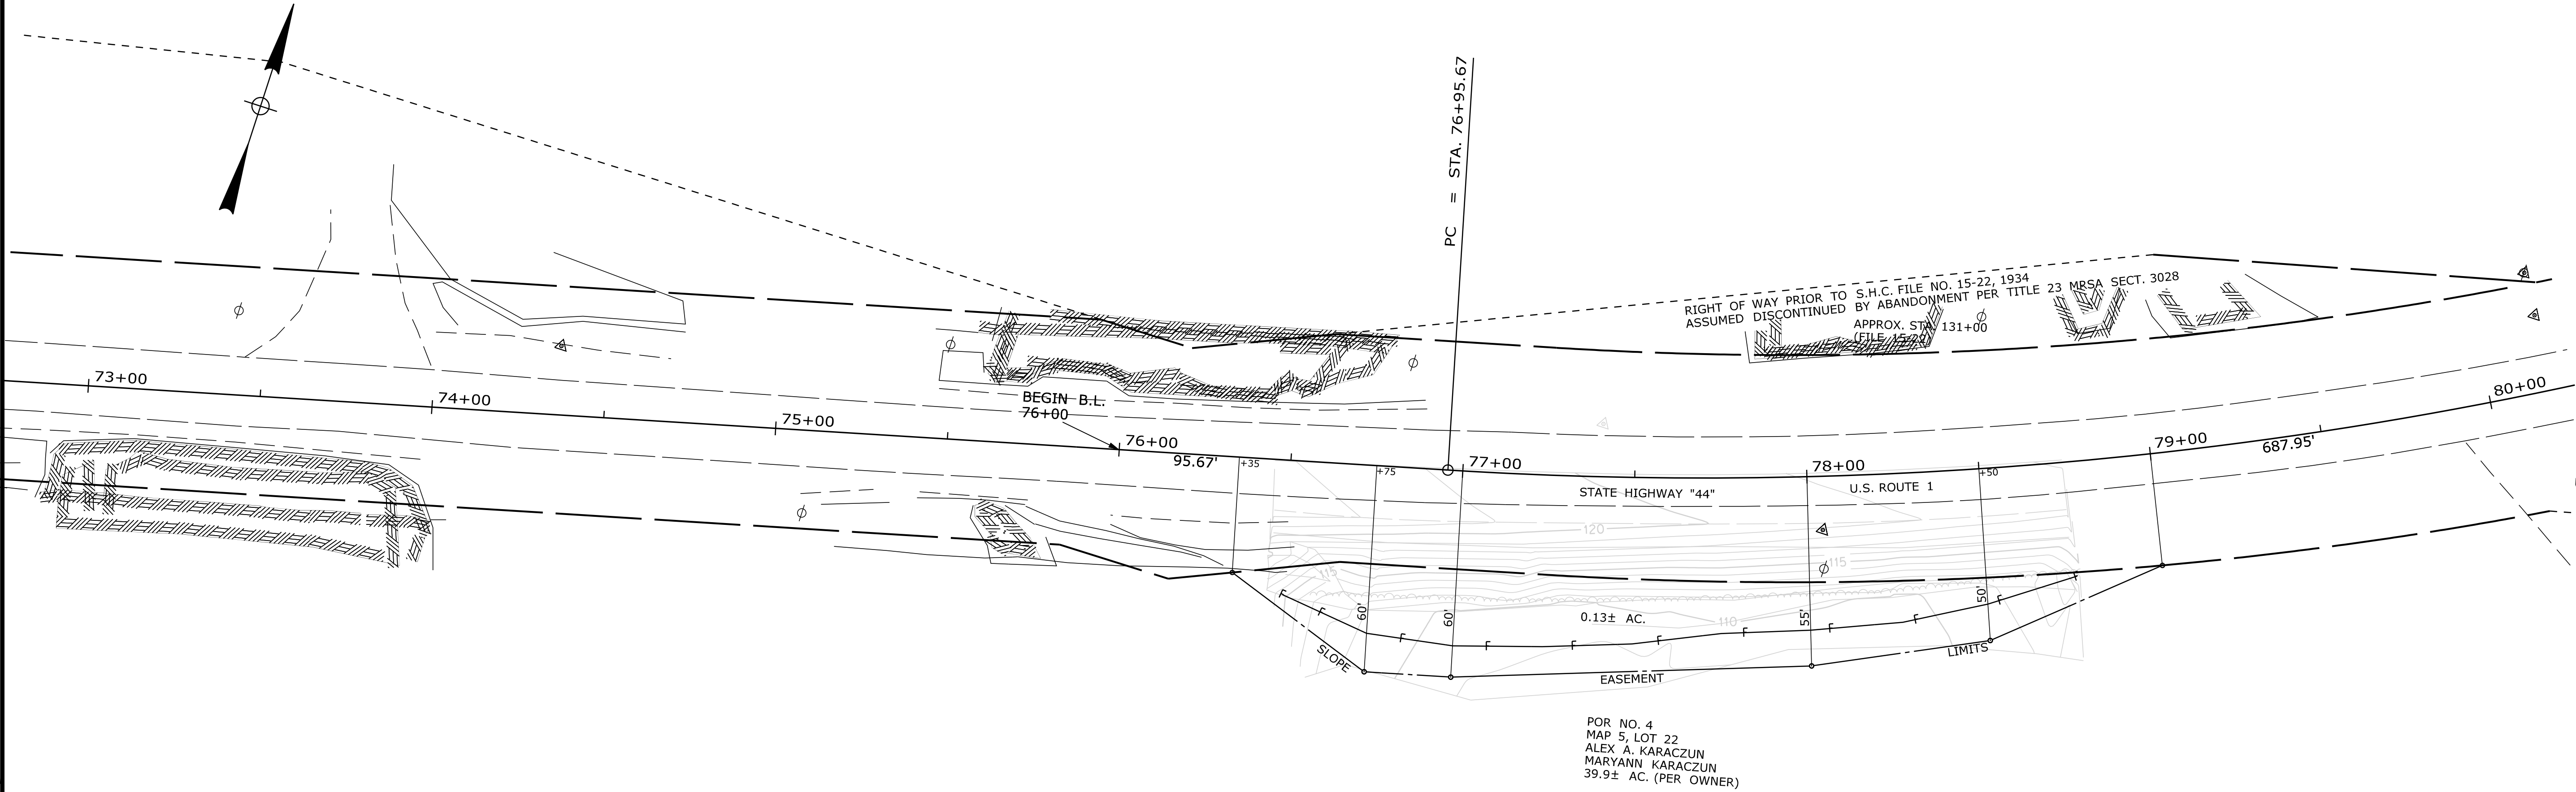 PC = STA. 76+95.67
RIGHT OF WAY PRIOR TO S.H.C. FILE NO. 15-22, 1934
ASSUMED DISCONTINUED BY ABANDONMENT PER TITLE 23 MRSA SECT. 3028
APPROX. STA. 131+00
(FILE 15-22)
73+00
74+00
75+00
BEGIN B.L.
76+00
76+00
77+00
78+00
79+00
80+00
95.67'
687.95'
+35
+75
+50
STATE HIGHWAY "44"
U.S. ROUTE 1
120
115
115
110
60'
60'
55'
50'
0.13± AC.
SLOPE
EASEMENT
LIMITS
POR NO. 4
MAP 5, LOT 22
ALEX A. KARACZUN
MARYANN KARACZUN
39.9± AC. (PER OWNER)